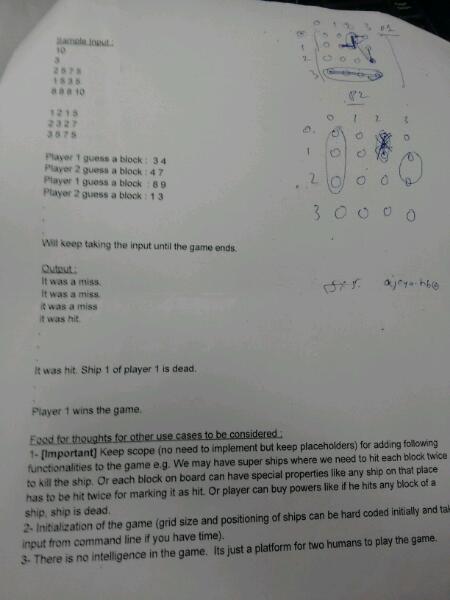 Sample Input :
10
3
2 5 7 5
1 5 3 5
8 8 8 10
1 2 1 5
2 3 2 7
3 5 7 5
Player 1 guess a block : 3 4
Player 2 guess a block : 4 7
Player 1 guess a block : 8 9
Player 2 guess a block : 1 3
.
.
Will keep taking the input until the game ends.
Output :
It was a miss.
It was a miss.
it was a miss
it was hit.
.
.
It was hit. Ship 1 of player 1 is dead.
.
.
Player 1 wins the game.
Food for thoughts for other use cases to be considered :
1- [Important] Keep scope (no need to implement but keep placeholders) for adding following
functionalities to the game e.g. We may have super ships where we need to hit each block twice
to kill the ship. Or each block on board can have special properties like any ship on that place
has to be hit twice for marking it as hit. Or player can buy powers like if he hits any block of a
ship, ship is dead.
2- Initialization of the game (grid size and positioning of ships can be hard coded initially and tak
input from command line if you have time).
3- There is no intelligence in the game. Its just a platform for two humans to play the game.
0 1 2 3
0
1
2
3
P2
0 1 2 3
0
1
2
3